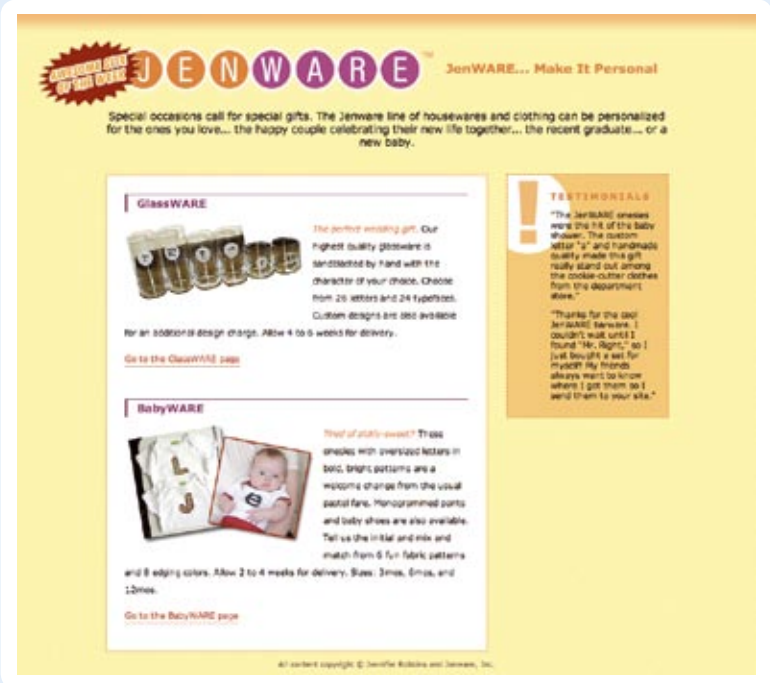 AWESOME SITE
OF THE WEEK
JENWARE™
JenWARE... Make It Personal
Special occasions call for special gifts. The Jenware line of housewares and clothing can be personalized
for the ones you love... the happy couple celebrating their new life together... the recent graduate... or a
new baby.
GlassWARE
The perfect wedding gift. Our
highest quality glassware is
sandblasted by hand with the
character of your choice. Choose
from 26 letters and 24 typefaces.
Custom designs are also available
for an additional design charge. Allow 4 to 6 weeks for delivery.
Go to the GlassWARE page
BabyWARE
Tired of sickly-sweet? These
onesies with oversized letters in
bold, bright patterns are a
welcome change from the usual
pastel fare. Monogrammed pants
and baby shoes are also available.
Tell us the initial and mix and
match from 6 fun fabric patterns
and 8 edging colors. Allow 2 to 4 weeks for delivery. Sizes: 3mos, 6mos, and
12mos.
Go to the BabyWARE page
!
TESTIMONIALS
"The JenWARE onesies
were the hit of the baby
shower. The custom
letter "a" and handmade
quality made this gift
really stand out among
the cookie-cutter clothes
from the department
store."
"Thanks for the cool
JenWARE barware. I
couldn't wait until I
found "Mr. Right," so I
just bought a set for
myself! My friends
always want to know
where I got them so I
send them to your site."
All content copyright © Jennifer Robbins and Jenware, Inc.